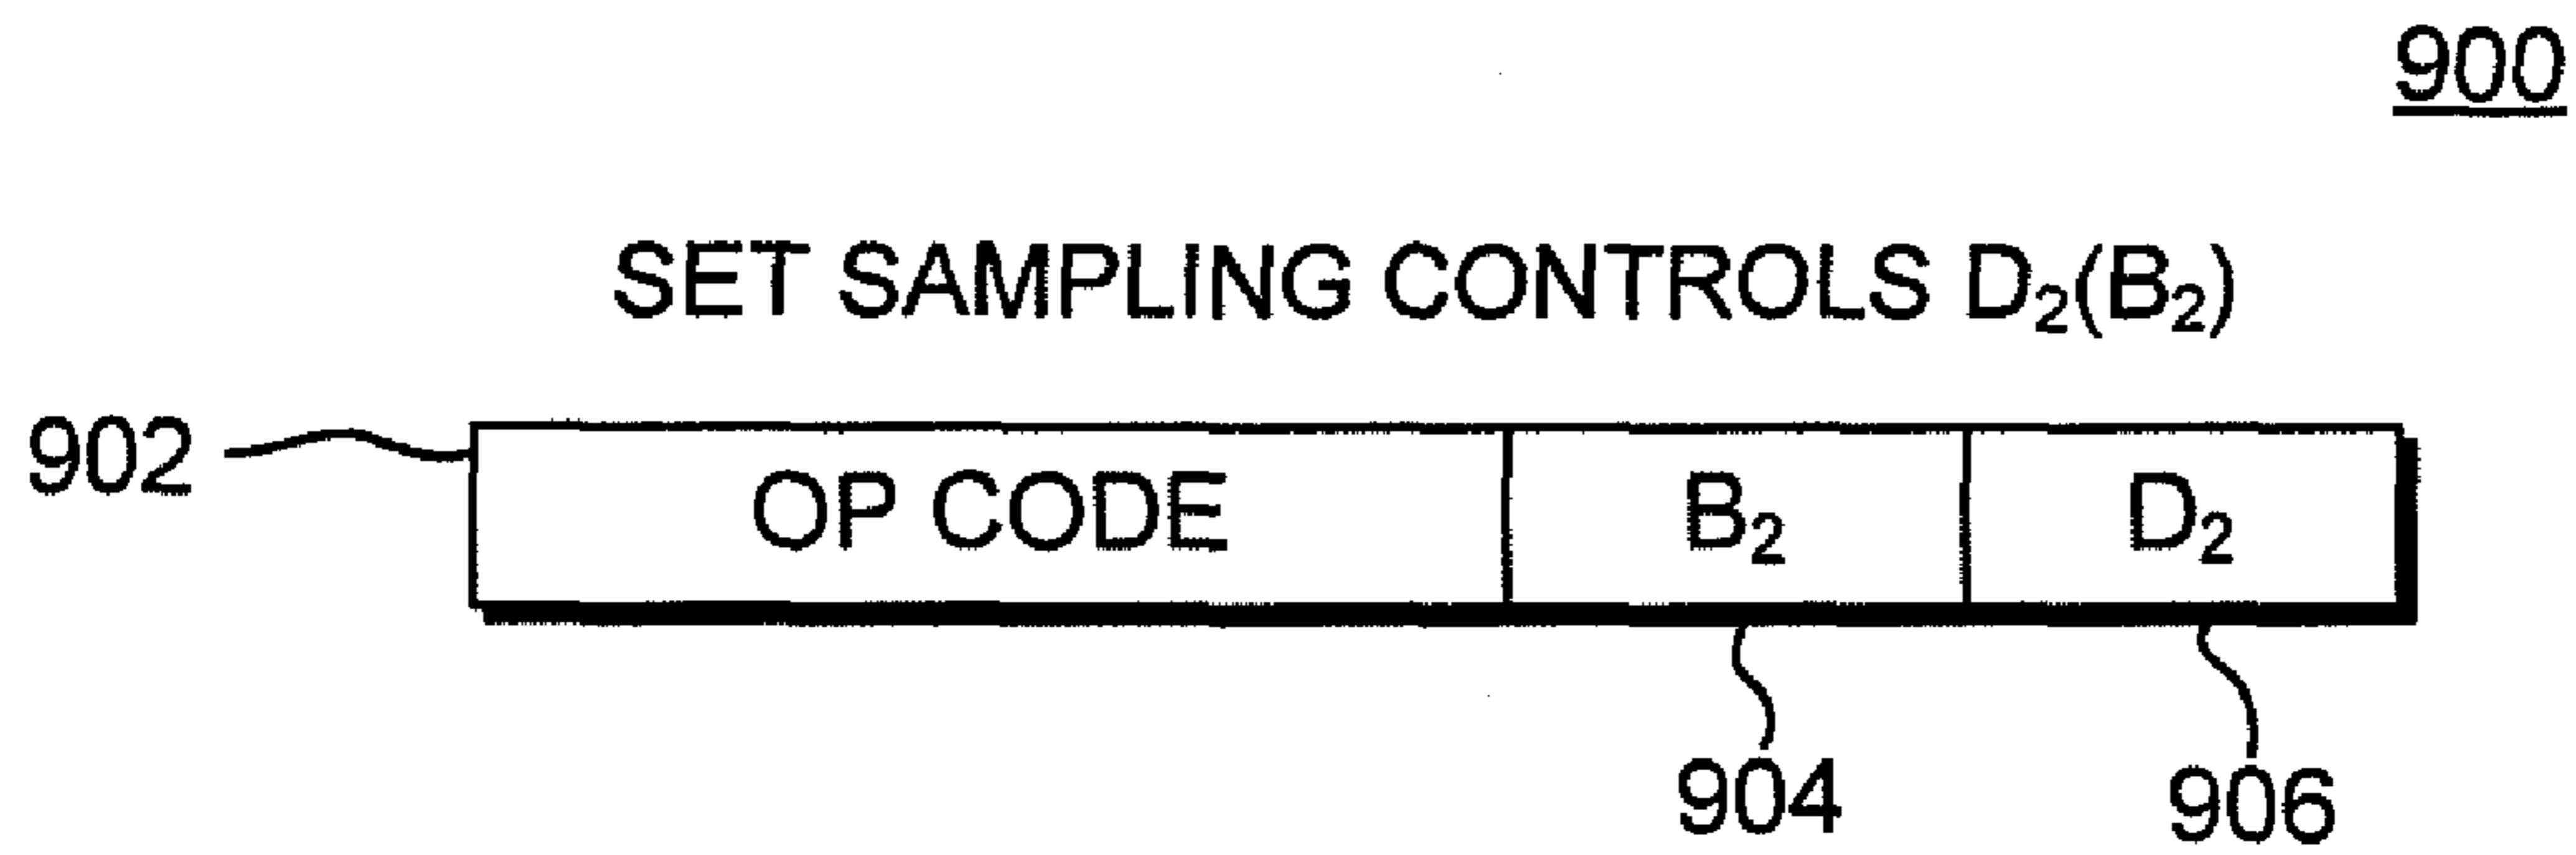 900
SET SAMPLING CONTROLS D₂(B₂)
902
OP CODE B₂ D₂
904
906